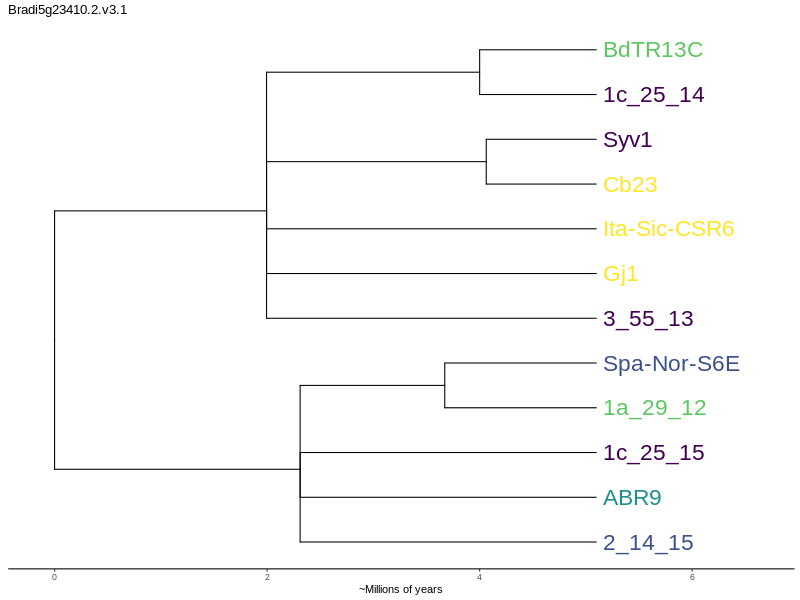 Bradi5g23410.2.v3.1
BdTR13C
1c_25_14
Syv1
Cb23
Ita-Sic-CSR6
Gj1
3_55_13
Spa-Nor-S6E
1a_29_12
1c_25_15
ABR9
2_14_15
0 2 4 6
~Millions of years